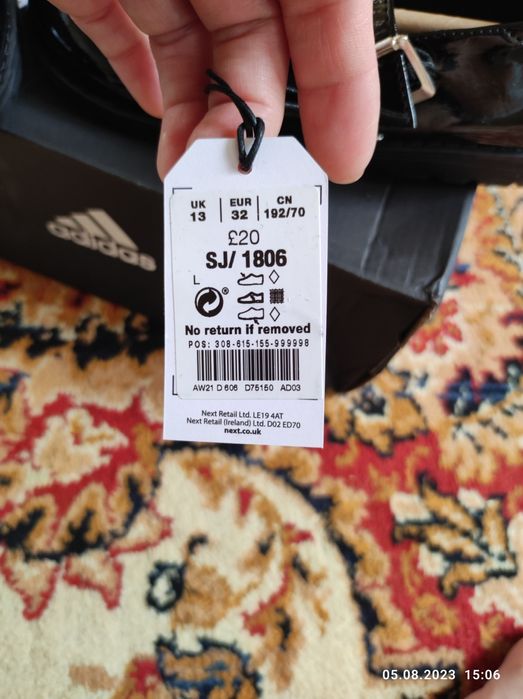 UK 13 | EUR 32 | CN 192/70
£20
SJ/ 1806
L
®
No return if removed
POS: 308-615-155-999998
AW21 D 606 D75150 AD03
Next Retail Ltd. LE19 4AT
Next Retail (Ireland) Ltd. D02 ED70
next.co.uk
adidas
05.08.2023 15:06